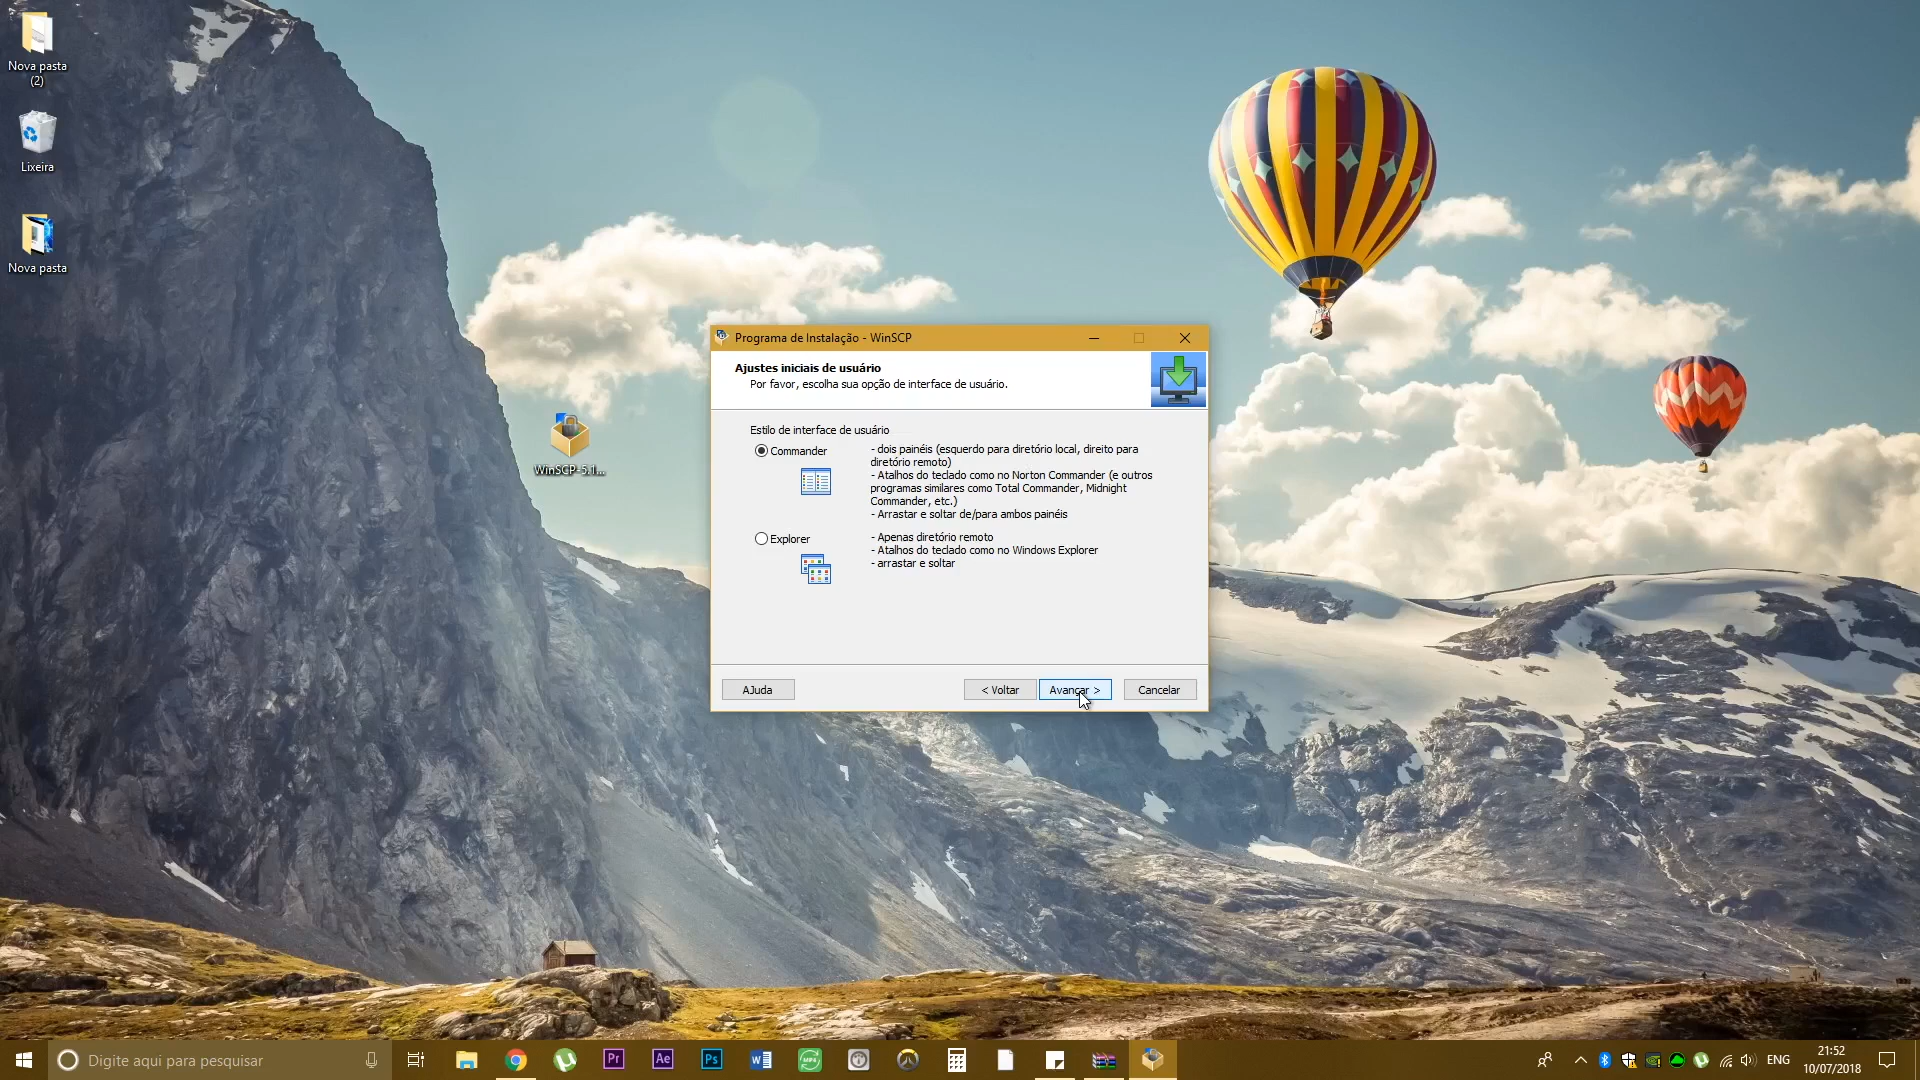 Nova pasta
(2)
Lixeira
Nova pasta
WinSCP-5.1...
Programa de Instalação - WinSCP
Ajustes iniciais de usuário
Por favor, escolha sua opção de interface de usuário.
Estilo de interface de usuário
Commander
- dois painéis (esquerdo para diretório local, direito para
diretório remoto)
- Atalhos do teclado como no Norton Commander (e outros
programas similares como Total Commander, Midnight
Commander, etc.)
- Arrastar e soltar de/para ambos painéis
Explorer
- Apenas diretório remoto
- Atalhos do teclado como no Windows Explorer
- arrastar e soltar
Ajuda
< Voltar
Avançar >
Cancelar
Digite aqui para pesquisar
Pr
Ae
Ps
W
ENG
21:52
10/07/2018